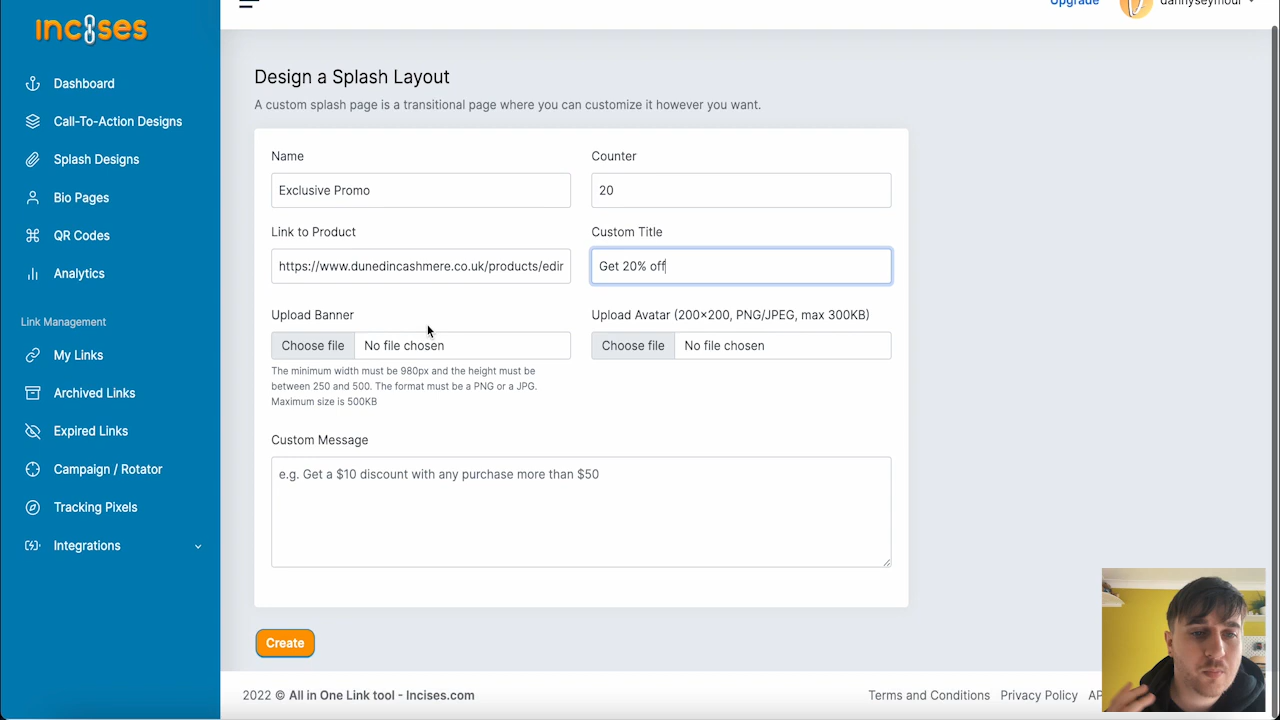 incises
Upgrade
dannyseymour
Dashboard
Call-To-Action Designs
Splash Designs
Bio Pages
QR Codes
Analytics
Link Management
My Links
Archived Links
Expired Links
Campaign / Rotator
Tracking Pixels
Integrations
Design a Splash Layout
A custom splash page is a transitional page where you can customize it however you want.
Name
Counter
Exclusive Promo
20
Link to Product
Custom Title
https://www.dunedincashmere.co.uk/products/edir
Get 20% off
Upload Banner
Upload Avatar (200×200, PNG/JPEG, max 300KB)
Choose file No file chosen
Choose file No file chosen
The minimum width must be 980px and the height must be
between 250 and 500. The format must be a PNG or a JPG.
Maximum size is 500KB
Custom Message
e.g. Get a $10 discount with any purchase more than $50
Create
2022 © All in One Link tool - Incises.com
Terms and Conditions Privacy Policy AP